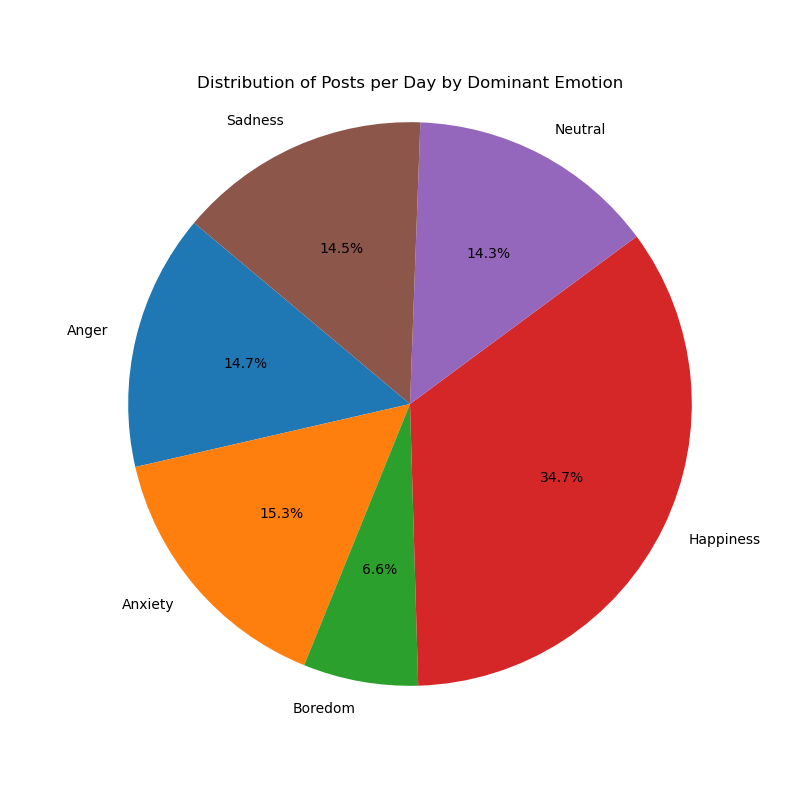 Distribution of Posts per Day by Dominant Emotion
Sadness
Neutral
14.5%
14.3%
Anger
14.7%
34.7%
15.3%
Happiness
6.6%
Anxiety
Boredom